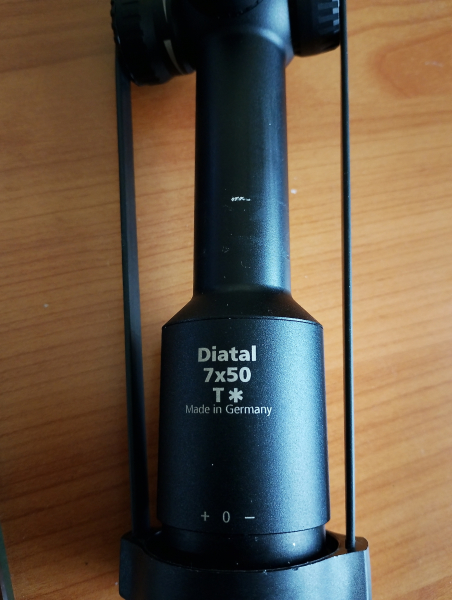 Diatal
7x50
T*
Made in Germany
+ 0 −